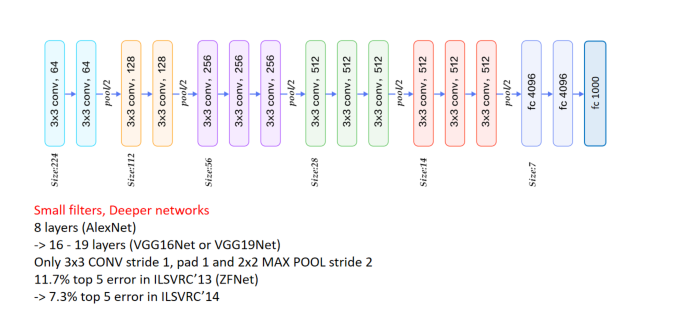 3x3 conv, 64
3x3 conv, 64
pool/2
3x3 conv, 128
3x3 conv, 128
pool/2
3x3 conv, 256
3x3 conv, 256
3x3 conv, 256
pool/2
3x3 conv, 512
3x3 conv, 512
3x3 conv, 512
pool/2
3x3 conv, 512
3x3 conv, 512
3x3 conv, 512
pool/2
fc 4096
fc 4096
fc 1000
Size:224
Size:112
Size:56
Size:28
Size:14
Size:7
Small filters, Deeper networks
8 layers (AlexNet)
-> 16 - 19 layers (VGG16Net or VGG19Net)
Only 3x3 CONV stride 1, pad 1 and 2x2 MAX POOL stride 2
11.7% top 5 error in ILSVRC’13 (ZFNet)
-> 7.3% top 5 error in ILSVRC’14